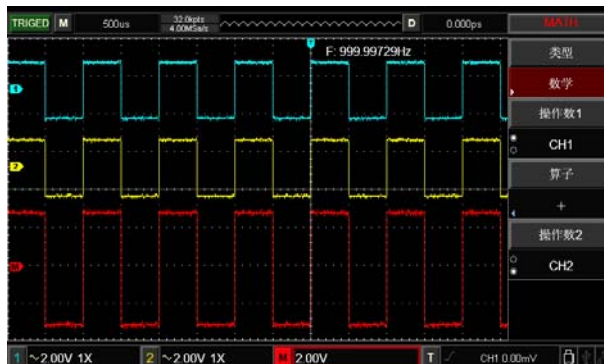 TRIGED M 500us 32.0kpts 4.00MSa/s D 0.000ps MATH
F: 999.99729Hz
类型
数学
操作数1
CH1
算子
+
操作数2
CH2
1
2
M
1 ~2.00V 1X 2 ~2.00V 1X M 2.00V T CH1 0.00mV